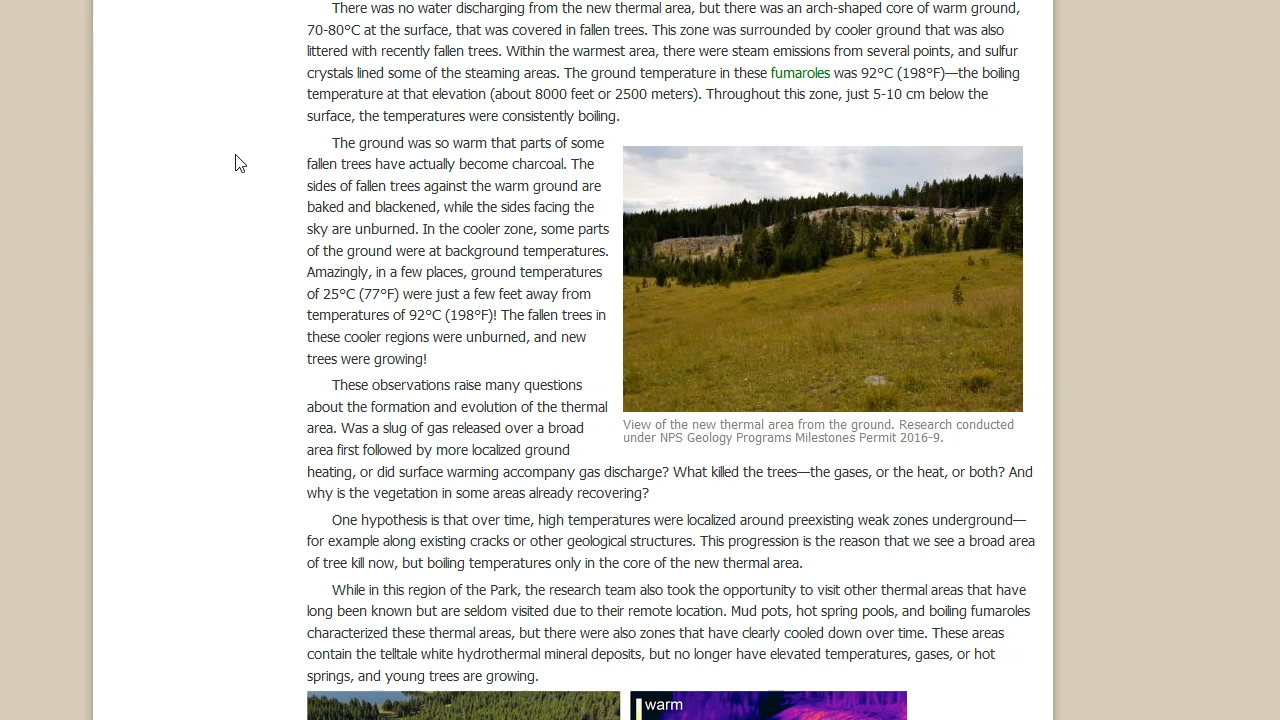 There was no water discharging from the new thermal area, but there was an arch-shaped core of warm ground,
70-80°C at the surface, that was covered in fallen trees. This zone was surrounded by cooler ground that was also
littered with recently fallen trees. Within the warmest area, there were steam emissions from several points, and sulfur
crystals lined some of the steaming areas. The ground temperature in these fumaroles was 92°C (198°F)—the boiling
temperature at that elevation (about 8000 feet or 2500 meters). Throughout this zone, just 5-10 cm below the
surface, the temperatures were consistently boiling.
The ground was so warm that parts of some
fallen trees have actually become charcoal. The
sides of fallen trees against the warm ground are
baked and blackened, while the sides facing the
sky are unburned. In the cooler zone, some parts
of the ground were at background temperatures.
Amazingly, in a few places, ground temperatures
of 25°C (77°F) were just a few feet away from
temperatures of 92°C (198°F)! The fallen trees in
these cooler regions were unburned, and new
trees were growing!
View of the new thermal area from the ground. Research conducted
under NPS Geology Programs Milestones Permit 2016-9.
These observations raise many questions
about the formation and evolution of the thermal
area. Was a slug of gas released over a broad
area first followed by more localized ground
heating, or did surface warming accompany gas discharge? What killed the trees—the gases, or the heat, or both? And
why is the vegetation in some areas already recovering?
One hypothesis is that over time, high temperatures were localized around preexisting weak zones underground—
for example along existing cracks or other geological structures. This progression is the reason that we see a broad area
of tree kill now, but boiling temperatures only in the core of the new thermal area.
While in this region of the Park, the research team also took the opportunity to visit other thermal areas that have
long been known but are seldom visited due to their remote location. Mud pots, hot spring pools, and boiling fumaroles
characterized these thermal areas, but there were also zones that have clearly cooled down over time. These areas
contain the telltale white hydrothermal mineral deposits, but no longer have elevated temperatures, gases, or hot
springs, and young trees are growing.
warm